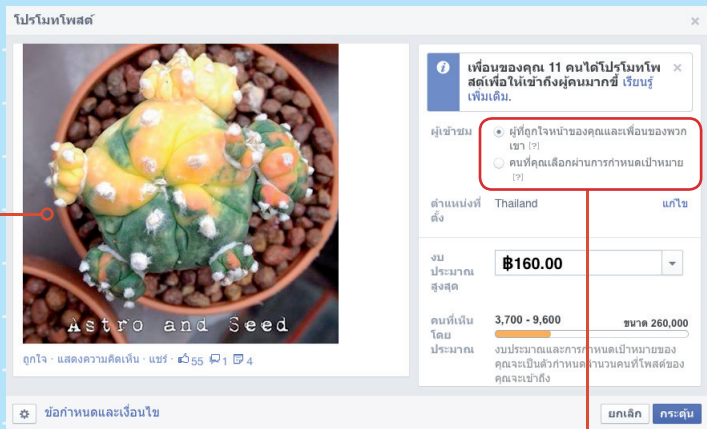 โปรโมทโพสต์
Astro and Seed
ถูกใจ · แสดงความคิดเห็น · แชร์ · 55 1 4
เพื่อนของคุณ 11 คนได้โปรโมทโพ
สต์เพื่อให้เข้าถึงผู้คนมากขึ้ เรียนรู้
เพิ่มเติม.
ผู้เข้าชม
ผู้ที่ถูกใจหน้าของคุณและเพื่อนของพวก
เขา [?]
คนที่คุณเลือกผ่านการกำหนดเป้าหมาย
[?]
ตำแหน่งที่
ตั้ง
Thailand
แก้ไข
งบ
ประมาณ
สูงสุด
฿160.00
คนที่เห็น
โดย
ประมาณ
3,700 - 9,600
ขนาด 260,000
งบประมาณและการกำหนดเป้าหมายของ
คุณจะเป็นตัวกำหนดจำนวนคนที่โพสต์ของ
คุณจะเข้าถึง
ข้อกำหนดและเงื่อนไข
ยกเลิก
กระตุ้น